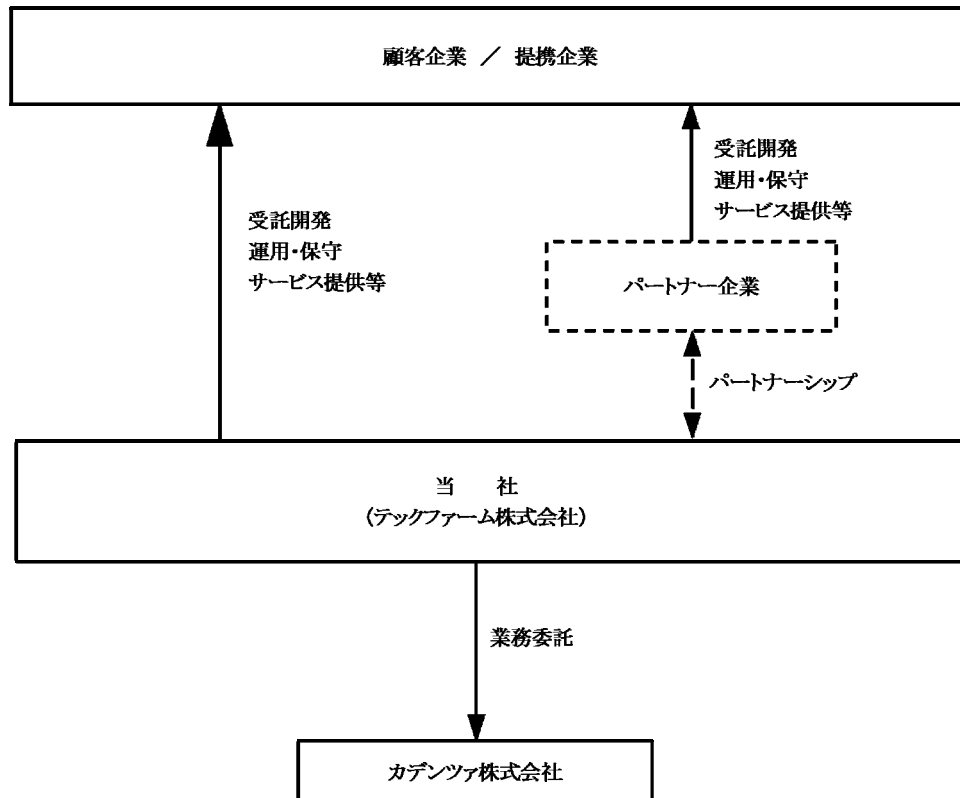 顧客企業 ／ 提携企業
受託開発
運用・保守
サービス提供等
受託開発
運用・保守
サービス提供等
パートナー企業
パートナーシップ
当　　社
（テックファーム株式会社）
業務委託
カデンツァ株式会社